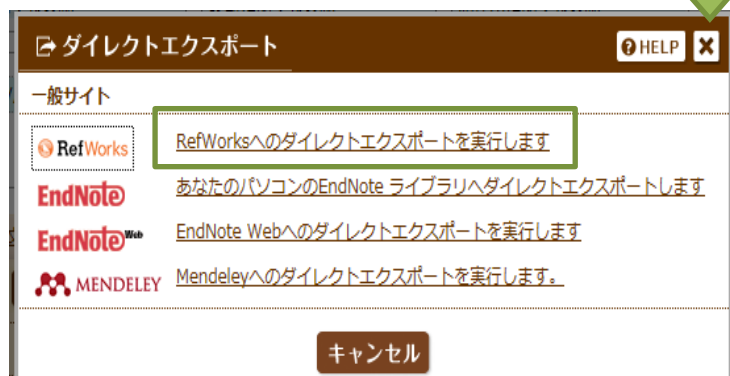 ダイレクトエクスポート
HELP
一般サイト
RefWorks RefWorksへのダイレクトエクスポートを実行します
EndNote あなたのパソコンのEndNote ライブラリへダイレクトエクスポートします
EndNote Web EndNote Webへのダイレクトエクスポートを実行します
MENDELEY Mendeleyへのダイレクトエクスポートを実行します。
キャンセル